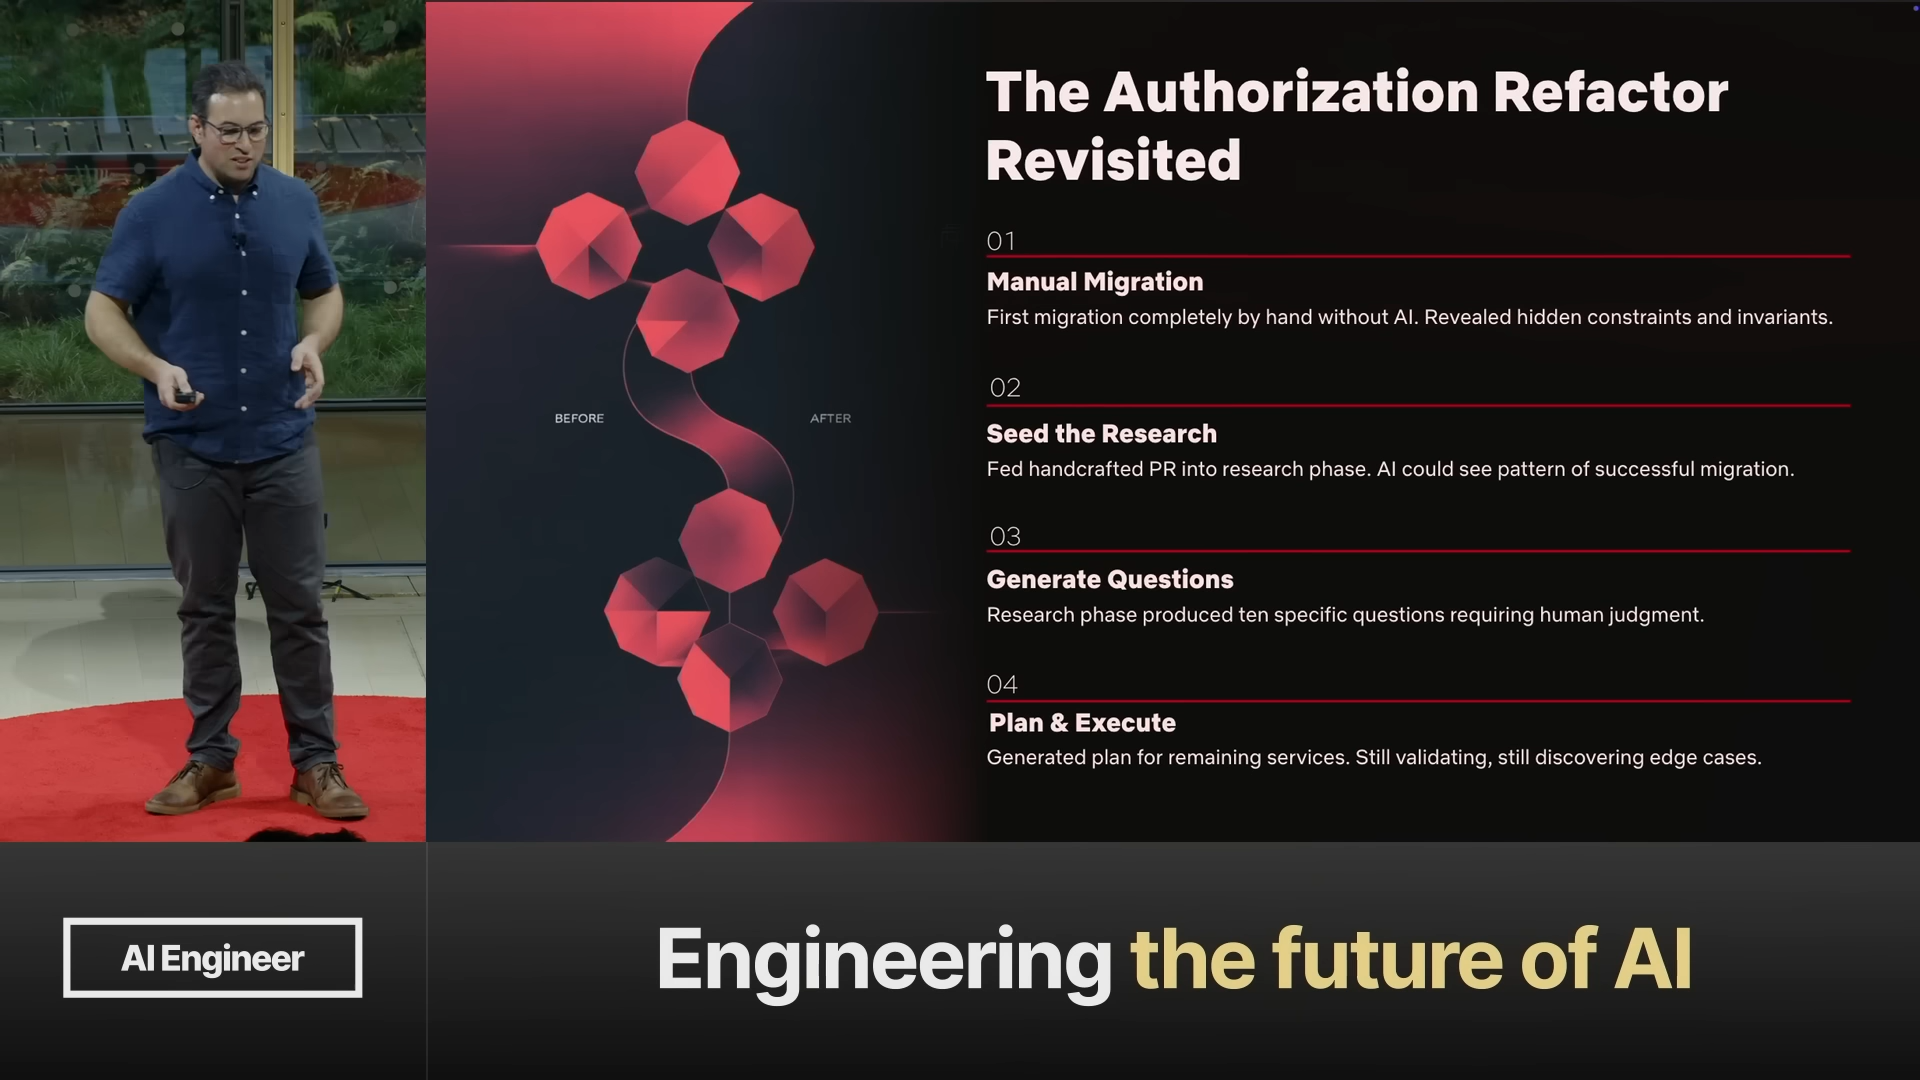 The Authorization Refactor
Revisited
01
Manual Migration
First migration completely by hand without AI. Revealed hidden constraints and invariants.
02
Seed the Research
Fed handcrafted PR into research phase. AI could see pattern of successful migration.
03
Generate Questions
Research phase produced ten specific questions requiring human judgment.
04
Plan & Execute
Generated plan for remaining services. Still validating, still discovering edge cases.
BEFORE
AFTER
AI Engineer
Engineering the future of AI